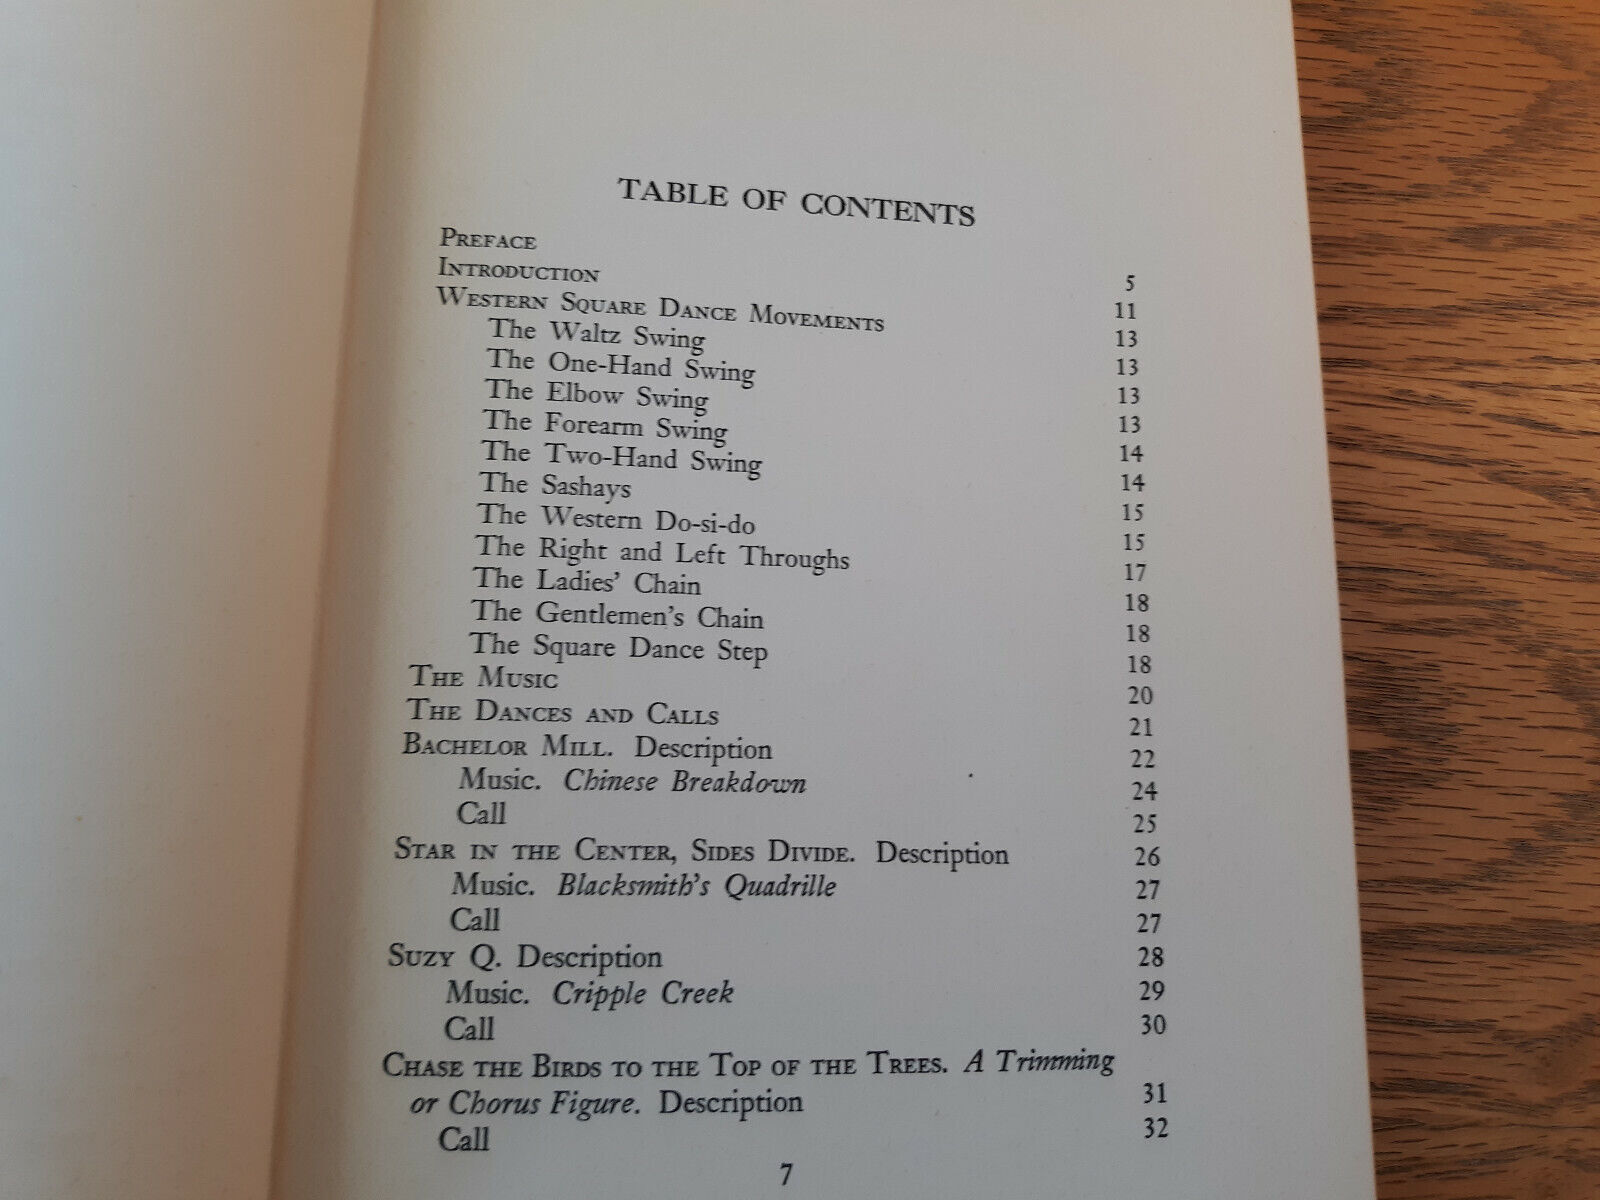 TABLE OF CONTENTS
PREFACE 5
INTRODUCTION 11
WESTERN SQUARE DANCE MOVEMENTS 13
The Waltz Swing 13
The One-Hand Swing 13
The Elbow Swing 13
The Forearm Swing 14
The Two-Hand Swing 14
The Sashays 15
The Western Do-si-do 15
The Right and Left Throughs 17
The Ladies' Chain 18
The Gentlemen's Chain 18
The Square Dance Step 18
THE MUSIC 20
THE DANCES AND CALLS 21
BACHELOR MILL. Description 22
Music. Chinese Breakdown 24
Call 25
STAR IN THE CENTER, SIDES DIVIDE. Description 26
Music. Blacksmith's Quadrille 27
Call 27
SUZY Q. Description 28
Music. Cripple Creek 29
Call 30
CHASE THE BIRDS TO THE TOP OF THE TREES. A Trimming
or Chorus Figure. Description 31
Call 32
7